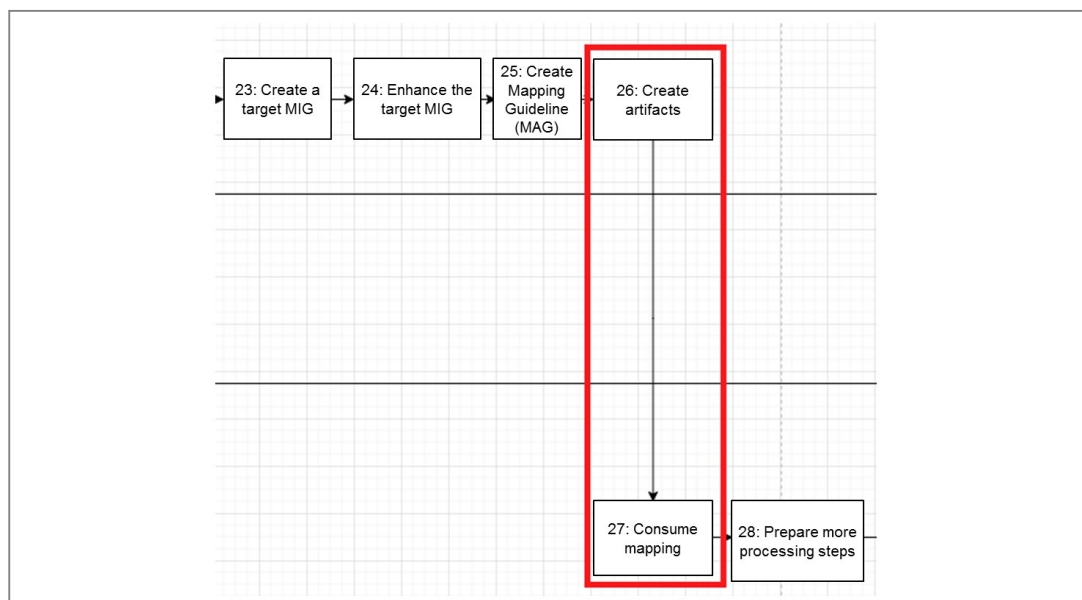 23: Create a
target MIG
24: Enhance the
target MIG
25: Create
Mapping
Guideline
(MAG)
26: Create
artifacts
27: Consume
mapping
28: Prepare more
processing steps